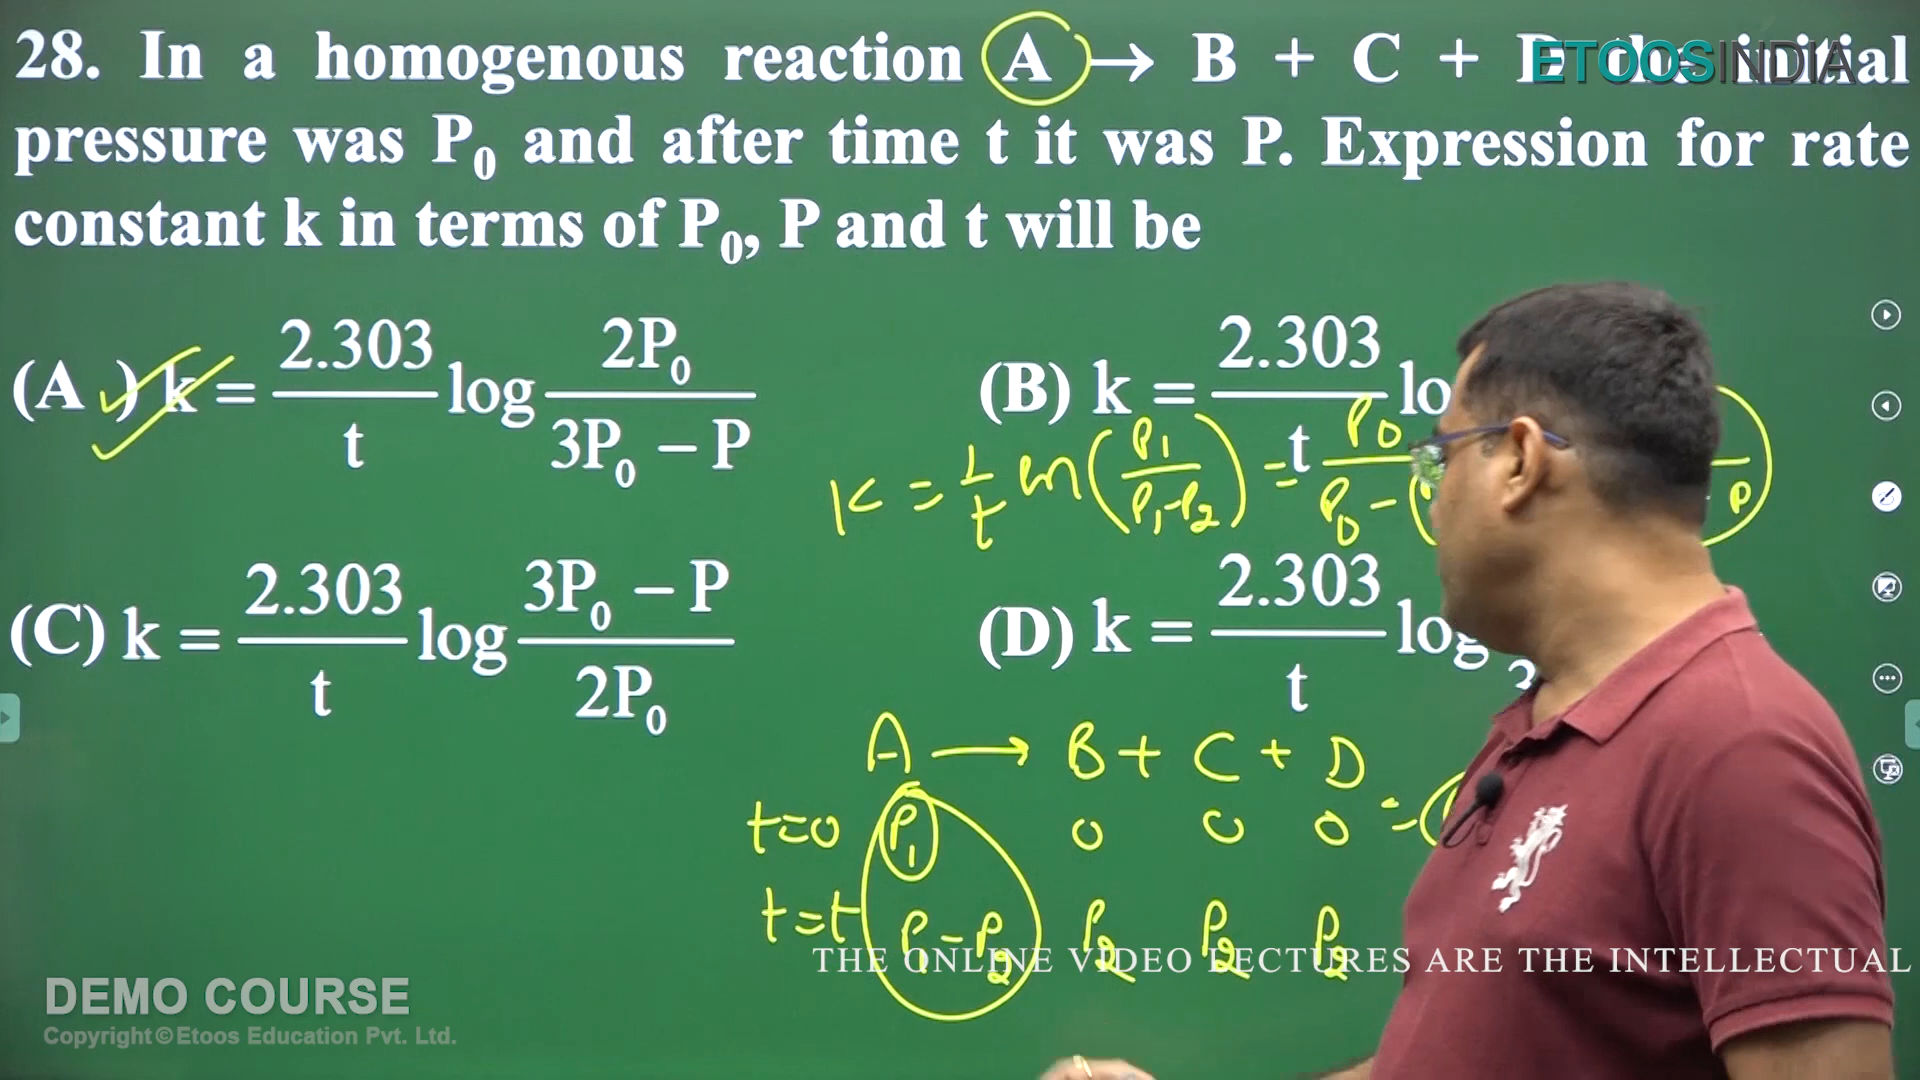 28. In a homogenous reaction A → B + C + D the initial
ETOOSINDIA
pressure was P₀ and after time t it was P. Expression for rate
constant k in terms of P₀, P and t will be
(A) k = 2.303/t log 2P₀/(3P₀ − P)
(B) k = 2.303/t
K = 1/t ln(P₁/(P₁-P₂)) = P₀
P₀ -
P
(C) k = 2.303/t log (3P₀ − P)/2P₀
(D) k = 2.303/t log
A → B + C + D
t=0 P₁ 0 0 0 =
t=t P₁-P₂ P₂ P₂ P₂
THE ONLINE VIDEO LECTURES ARE THE INTELLECTUAL
DEMO COURSE
Copyright © Etoos Education Pvt. Ltd.